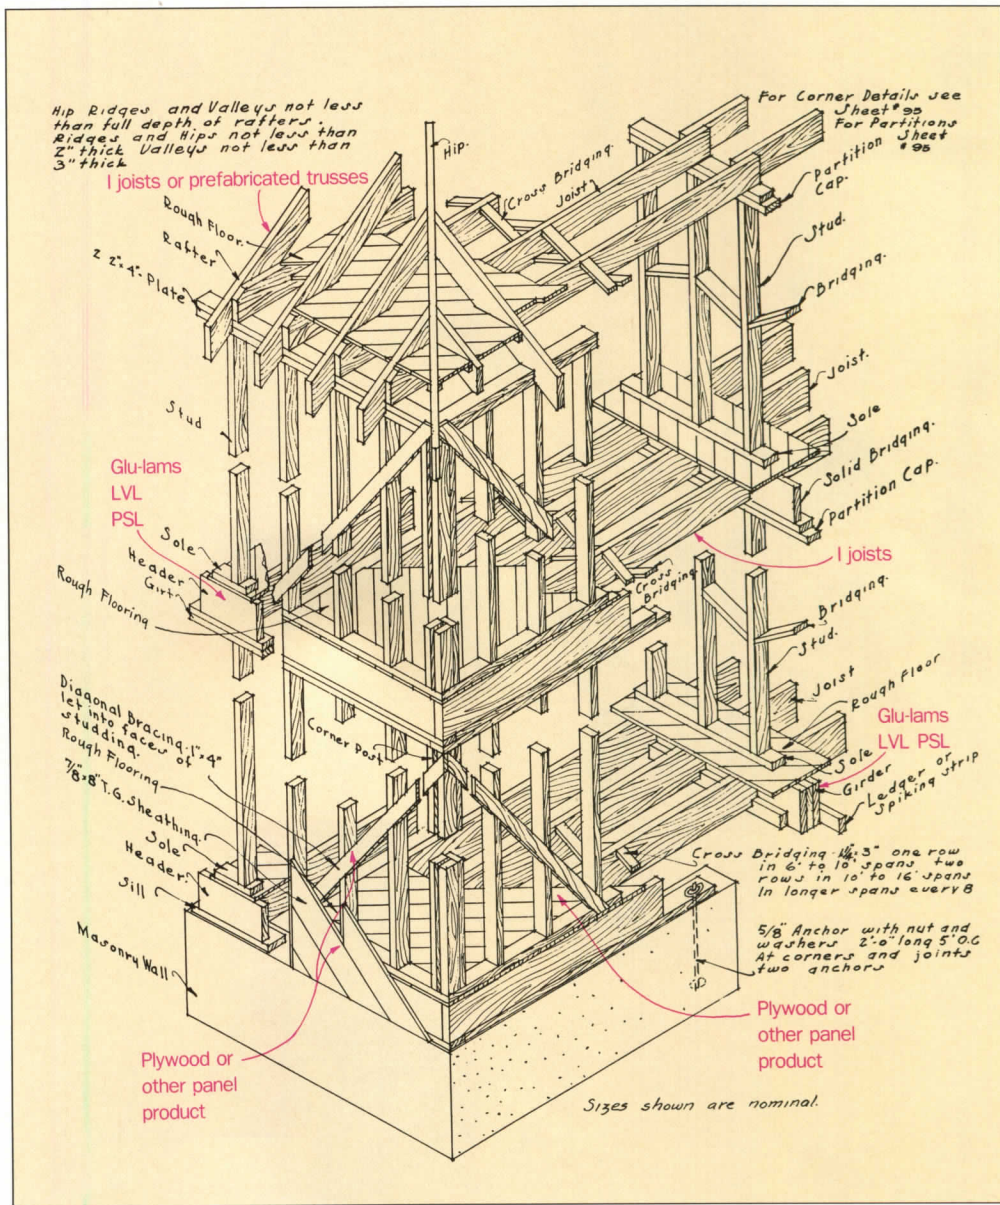 Hip Ridges and Valleys not less
than full depth of rafters.
Ridges and Hips not less than
2" thick Valleys not less than
3" thick
I joists or prefabricated trusses
Rough Floor.
Rafter
2 2"x4" Plate
Hip.
Cross Bridging.
Joist
For Corner Details see
Sheet #95
For Partitions
Sheet
#95
Partition
Cap.
Stud.
Bridging.
Joist.
Sole
Solid Bridging.
Partition Cap.
I joists
Stud
Glu-lams
LVL
PSL
Sole
Header
Girt
Rough Flooring
Cross
Bridging
Bridging.
Stud.
Joist
Rough Floor
Glu-lams
LVL PSL
Sole
Girder
Ledger or
spiking strip
Diagonal Bracing 1"x4"
let into faces of
studding.
Rough Flooring
7/8"x8" T.G. Sheathing.
Sole
Header.
Sill
Masonry Wall
Corner Post
Cross Bridging 3" one row
in 6' to 10' spans two
rows in 10' to 16' spans
In longer spans every 8
5/8" Anchor with nut and
washers 2'-0" long 5' O.C
At corners and joints
two anchors
Plywood or
other panel
product
Plywood or
other panel
product
Sizes shown are nominal.